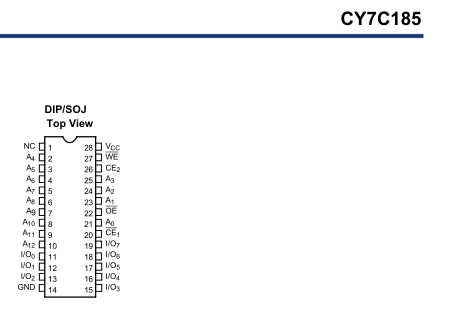 CY7C185
DIP/SOJ
Top View
NC 1 28 VCC
A4 2 27 W̅E̅
A5 3 26 CE2
A6 4 25 A3
A7 5 24 A2
A8 6 23 A1
A9 7 22 O̅E̅
A10 8 21 A0
A11 9 20 C̅E̅1
A12 10 19 I/O7
I/O0 11 18 I/O6
I/O1 12 17 I/O5
I/O2 13 16 I/O4
GND 14 15 I/O3